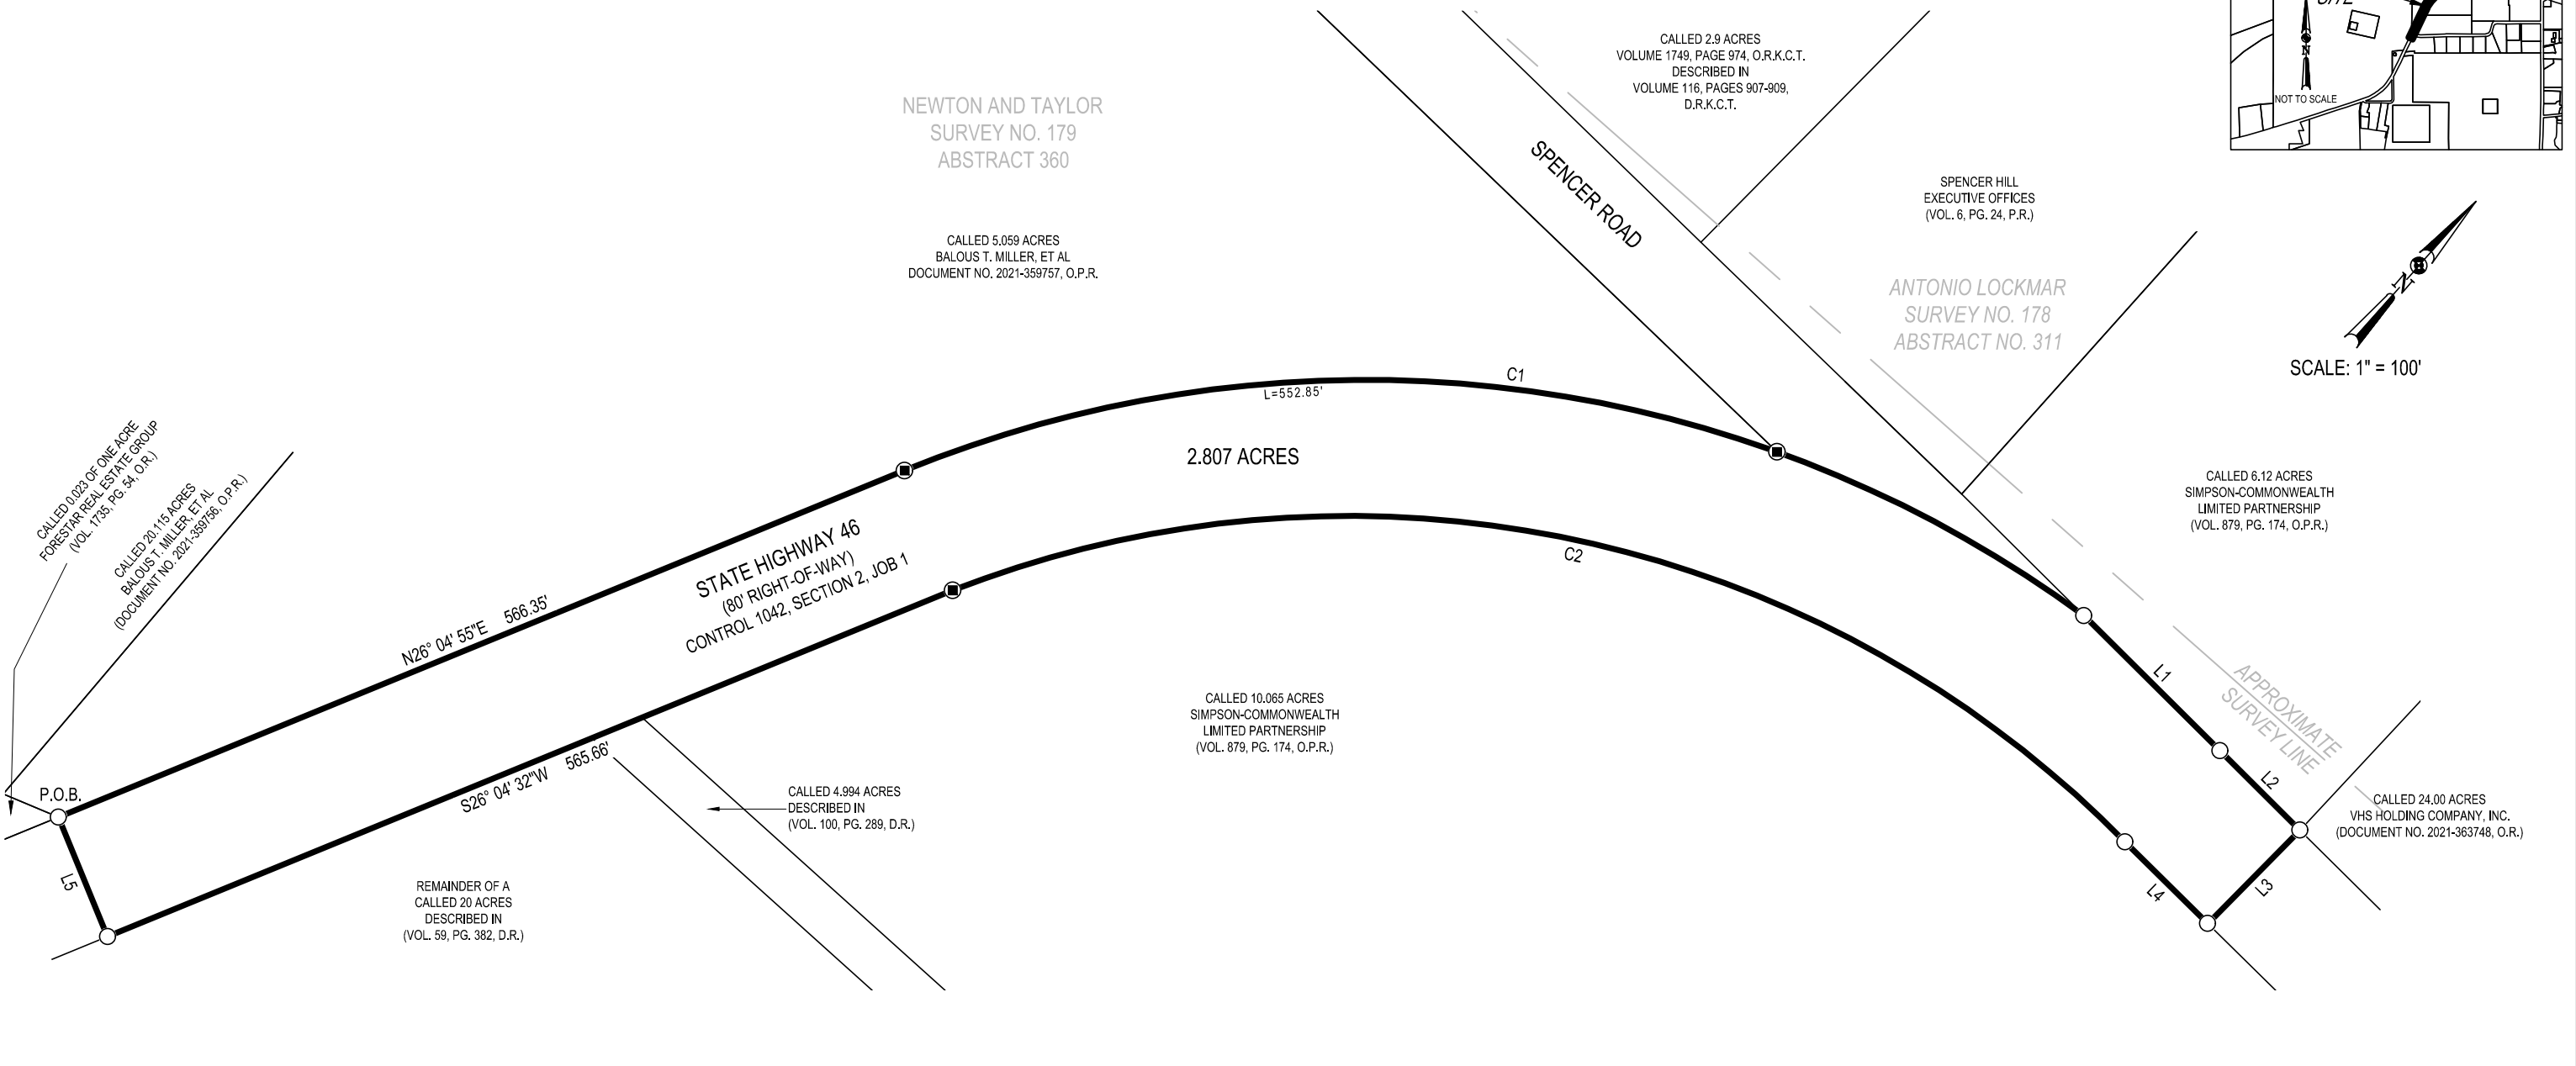 NOT TO SCALE
N
CALLED 2.9 ACRES
VOLUME 1749, PAGE 974, O.R.K.C.T.
DESCRIBED IN
VOLUME 116, PAGES 907-909,
D.R.K.C.T.
NEWTON AND TAYLOR
SURVEY NO. 179
ABSTRACT 360
SPENCER ROAD
SPENCER HILL
EXECUTIVE OFFICES
(VOL. 6, PG. 24, P.R.)
CALLED 5.059 ACRES
BALOUS T. MILLER, ET AL
DOCUMENT NO. 2021-359757, O.P.R.
ANTONIO LOCKMAR
SURVEY NO. 178
ABSTRACT NO. 311
N
SCALE: 1" = 100'
C1
L=552.85'
2.807 ACRES
CALLED 0.023 OF ONE ACRE
FORESTAR REAL ESTATE GROUP
(VOL. 1735, PG. 54, O.R.)
CALLED 20.115 ACRES
BALOUS T. MILLER, ET AL
(DOCUMENT NO. 2021-359756, O.P.R.)
CALLED 6.12 ACRES
SIMPSON-COMMONWEALTH
LIMITED PARTNERSHIP
(VOL. 879, PG. 174, O.P.R.)
C2
STATE HIGHWAY 46
(80' RIGHT-OF-WAY)
CONTROL 1042, SECTION 2, JOB 1
N26° 04' 55"E 566.35'
L1
APPROXIMATE
SURVEY LINE
CALLED 10.065 ACRES
SIMPSON-COMMONWEALTH
LIMITED PARTNERSHIP
(VOL. 879, PG. 174, O.P.R.)
S26° 04' 32"W 565.66'
L2
P.O.B.
CALLED 4.994 ACRES
DESCRIBED IN
(VOL. 100, PG. 289, D.R.)
CALLED 24.00 ACRES
VHS HOLDING COMPANY, INC.
(DOCUMENT NO. 2021-363748, O.R.)
L5
REMAINDER OF A
CALLED 20 ACRES
DESCRIBED IN
(VOL. 59, PG. 382, D.R.)
L4
L3